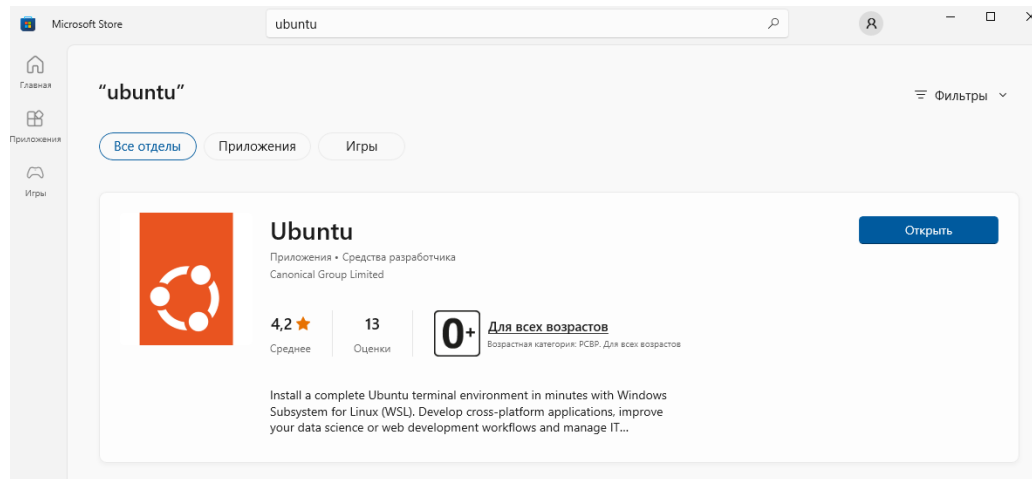 Microsoft Store
ubuntu
Я
Главная
Приложения
Игры
“ubuntu”
Фильтры
Все отделы
Приложения
Игры
Ubuntu
Приложения • Средства разработчика
Canonical Group Limited
Открыть
4,2
Среднее
13
Оценки
0+
Для всех возрастов
Возрастная категория: РСВР. Для всех возрастов
Install a complete Ubuntu terminal environment in minutes with Windows
Subsystem for Linux (WSL). Develop cross-platform applications, improve
your data science or web development workflows and manage IT...